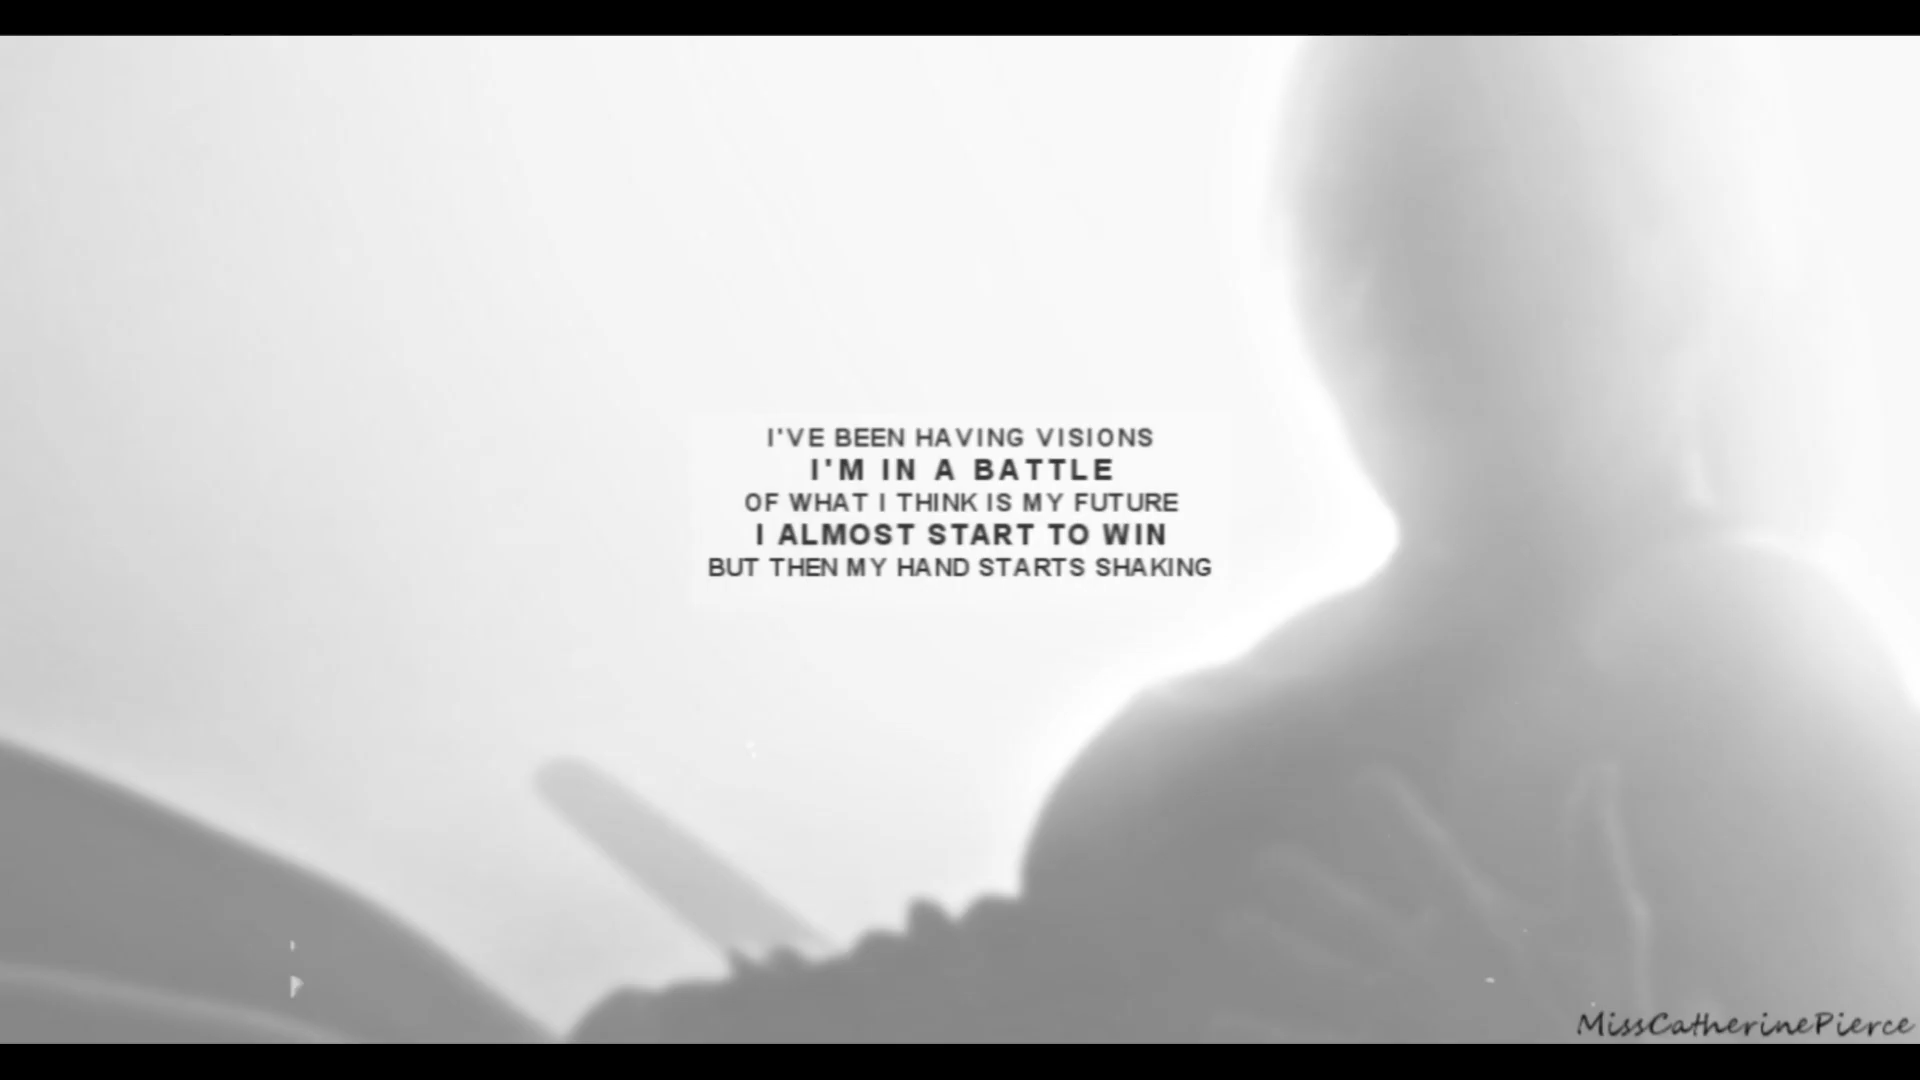 I'VE BEEN HAVING VISIONS
I'M IN A BATTLE
OF WHAT I THINK IS MY FUTURE
I ALMOST START TO WIN
BUT THEN MY HAND STARTS SHAKING
MissCatherinePierce